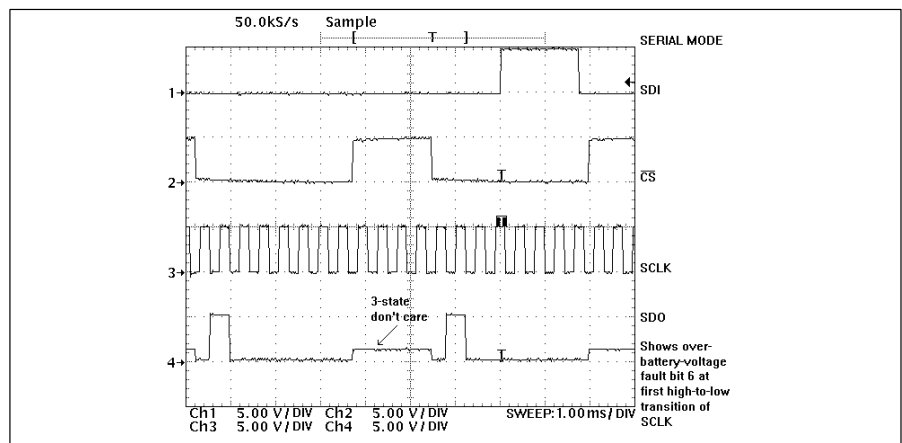 50.0kS/s Sample
[ T ]
SERIAL MODE
1
SDI
2
T
CS
T
3
SCLK
3-state
don't care
SDO
4
T
Shows over-
battery-voltage
fault bit 6 at
first high-to-low
transition of
SCLK
Ch1 5.00 V/DIV Ch2 5.00 V/DIV SWEEP:1.00 ms/DIV
Ch3 5.00 V/DIV Ch4 5.00 V/DIV